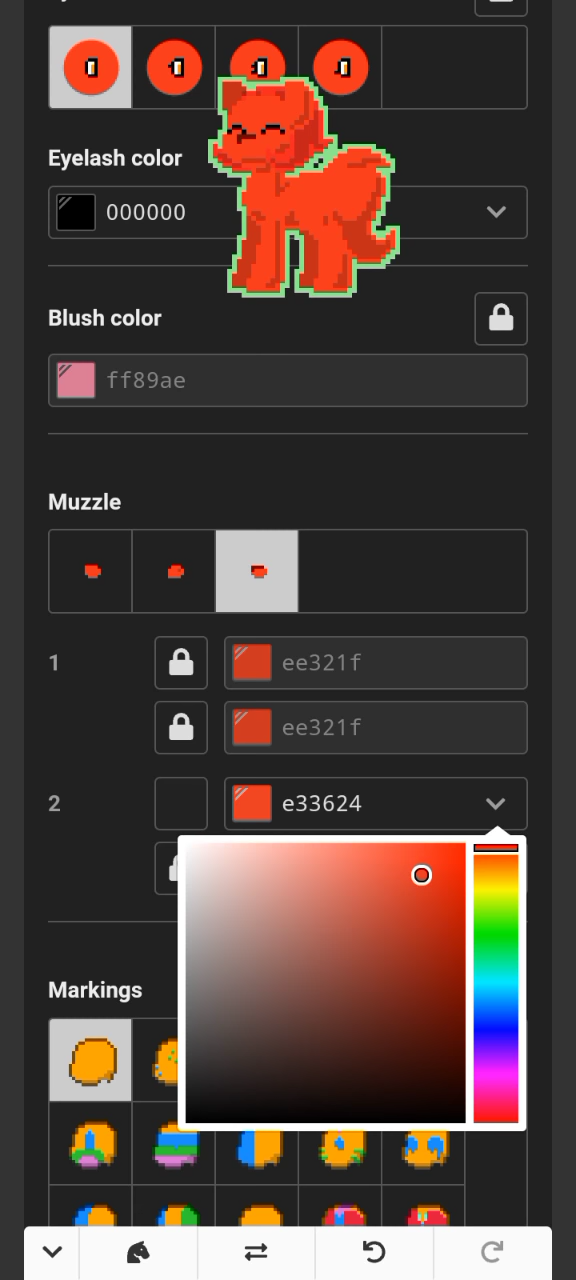 Eyelash color
000000
Blush color
ff89ae
Muzzle
1
ee321f
ee321f
2
e33624
Markings